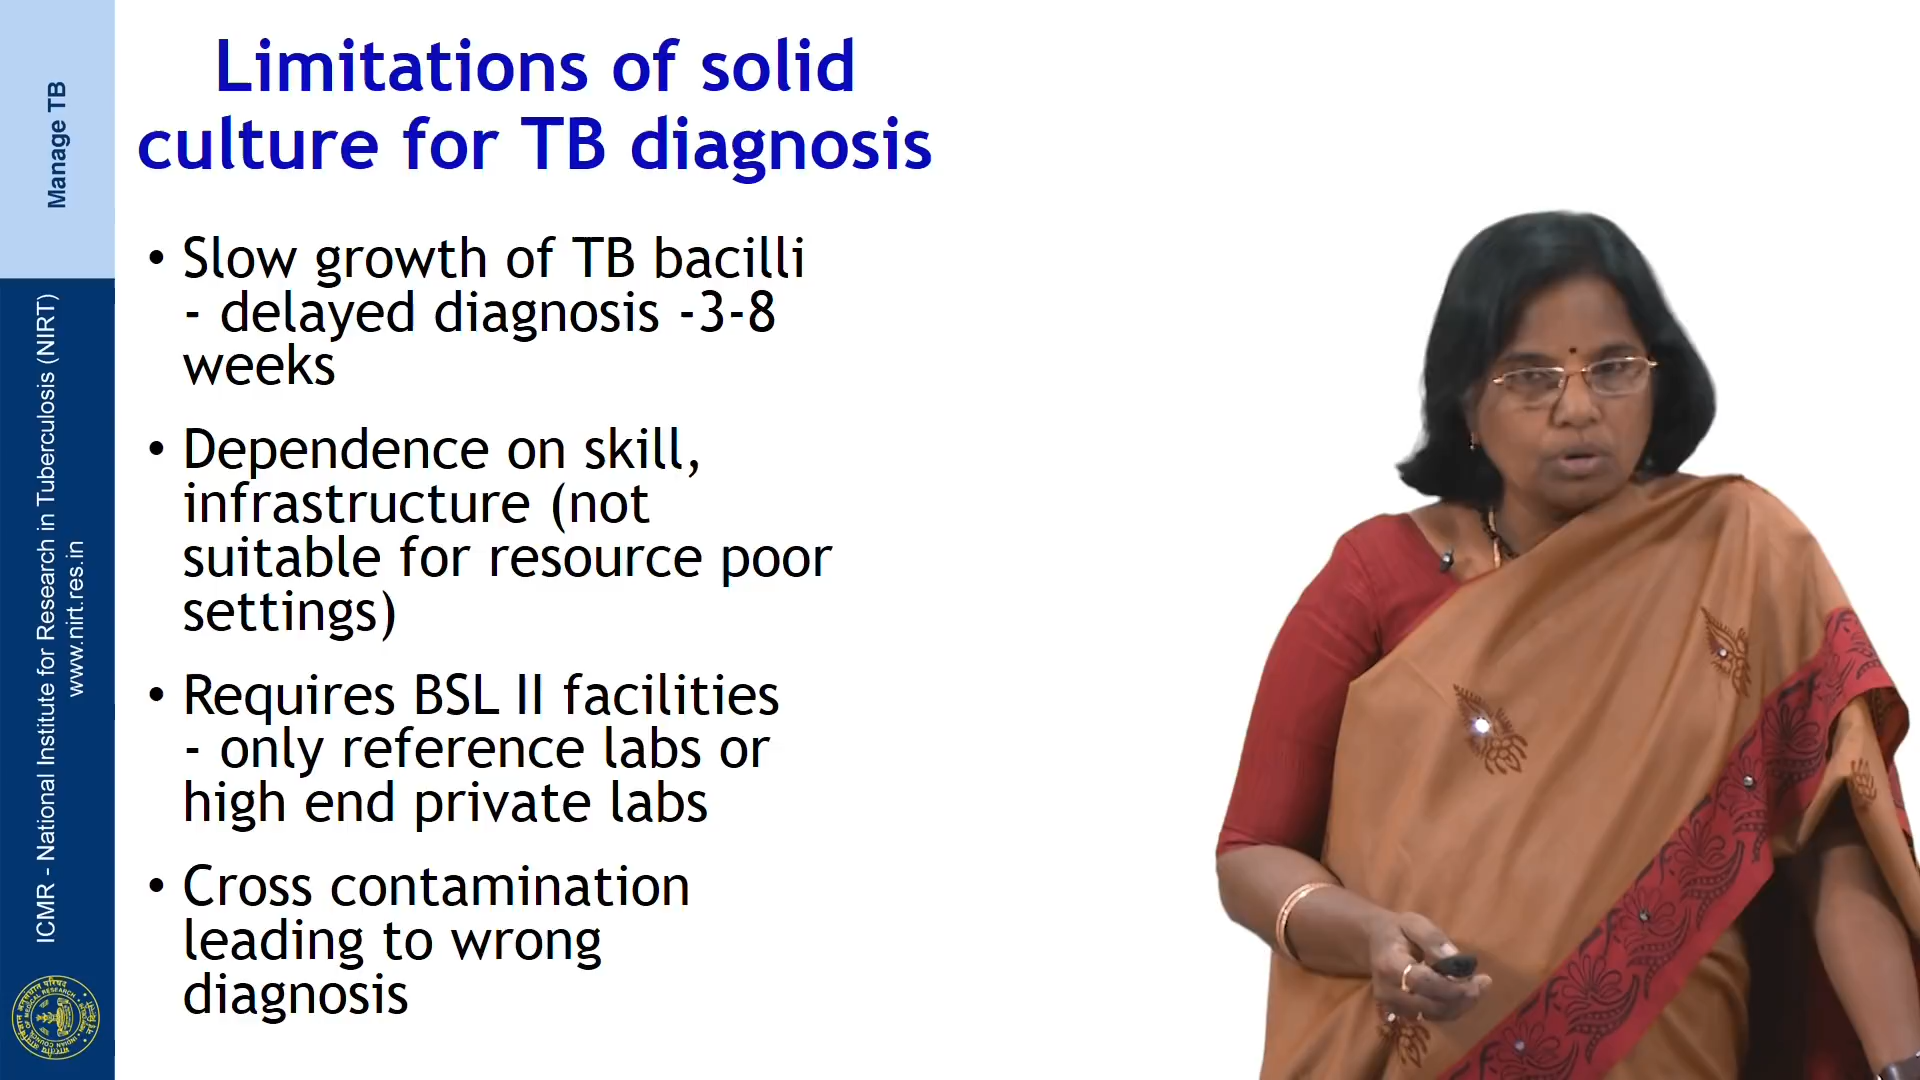 Limitations of solid
culture for TB diagnosis
• Slow growth of TB bacilli
- delayed diagnosis -3-8
weeks
• Dependence on skill,
infrastructure (not
suitable for resource poor
settings)
• Requires BSL II facilities
- only reference labs or
high end private labs
• Cross contamination
leading to wrong
diagnosis
Manage TB
ICMR - National Institute for Research in Tuberculosis (NIRT)
www.nirt.res.in